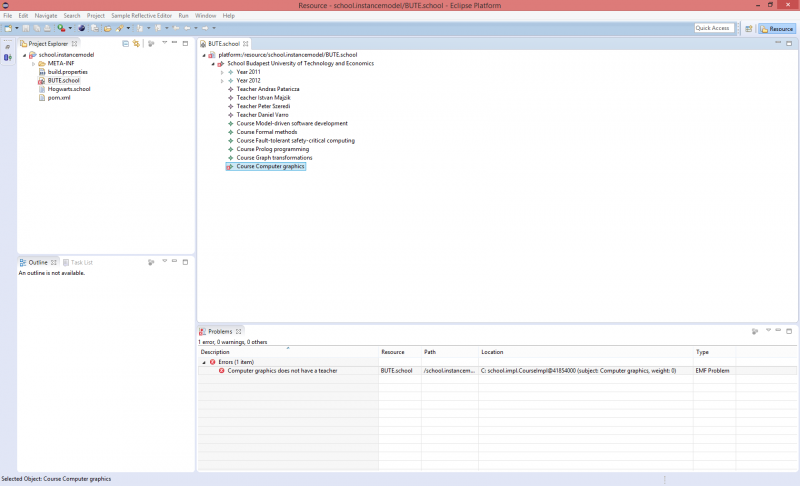 Resource - school.instancemodel/BUTE.school - Eclipse Platform
File Edit Navigate Search Project Sample Reflective Editor Run Window Help
Quick Access
Resource
Project Explorer
school.instancemodel
META-INF
build.properties
BUTE.school
Hogwarts.school
pom.xml
BUTE.school
platform:/resource/school.instancemodel/BUTE.school
School Budapest University of Technology and Economics
Year 2011
Year 2012
Teacher Andras Pataricza
Teacher Istvan Majzik
Teacher Peter Szeredi
Teacher Daniel Varro
Course Model-driven software development
Course Formal methods
Course Fault-tolerant safety-critical computing
Course Prolog programming
Course Graph transformations
Course Computer graphics
Outline Task List
An outline is not available.
Problems
1 error, 0 warnings, 0 others
Description Resource Path Location Type
Errors (1 item)
Computer graphics does not have a teacher BUTE.school /school.instancem... C: school.impl.CourseImpl@41854000 (subject: Computer graphics, weight: 0) EMF Problem
Selected Object: Course Computer graphics